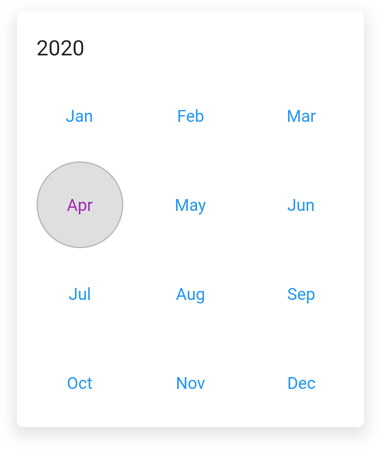 2020
Jan Feb Mar
Apr May Jun
Jul Aug Sep
Oct Nov Dec